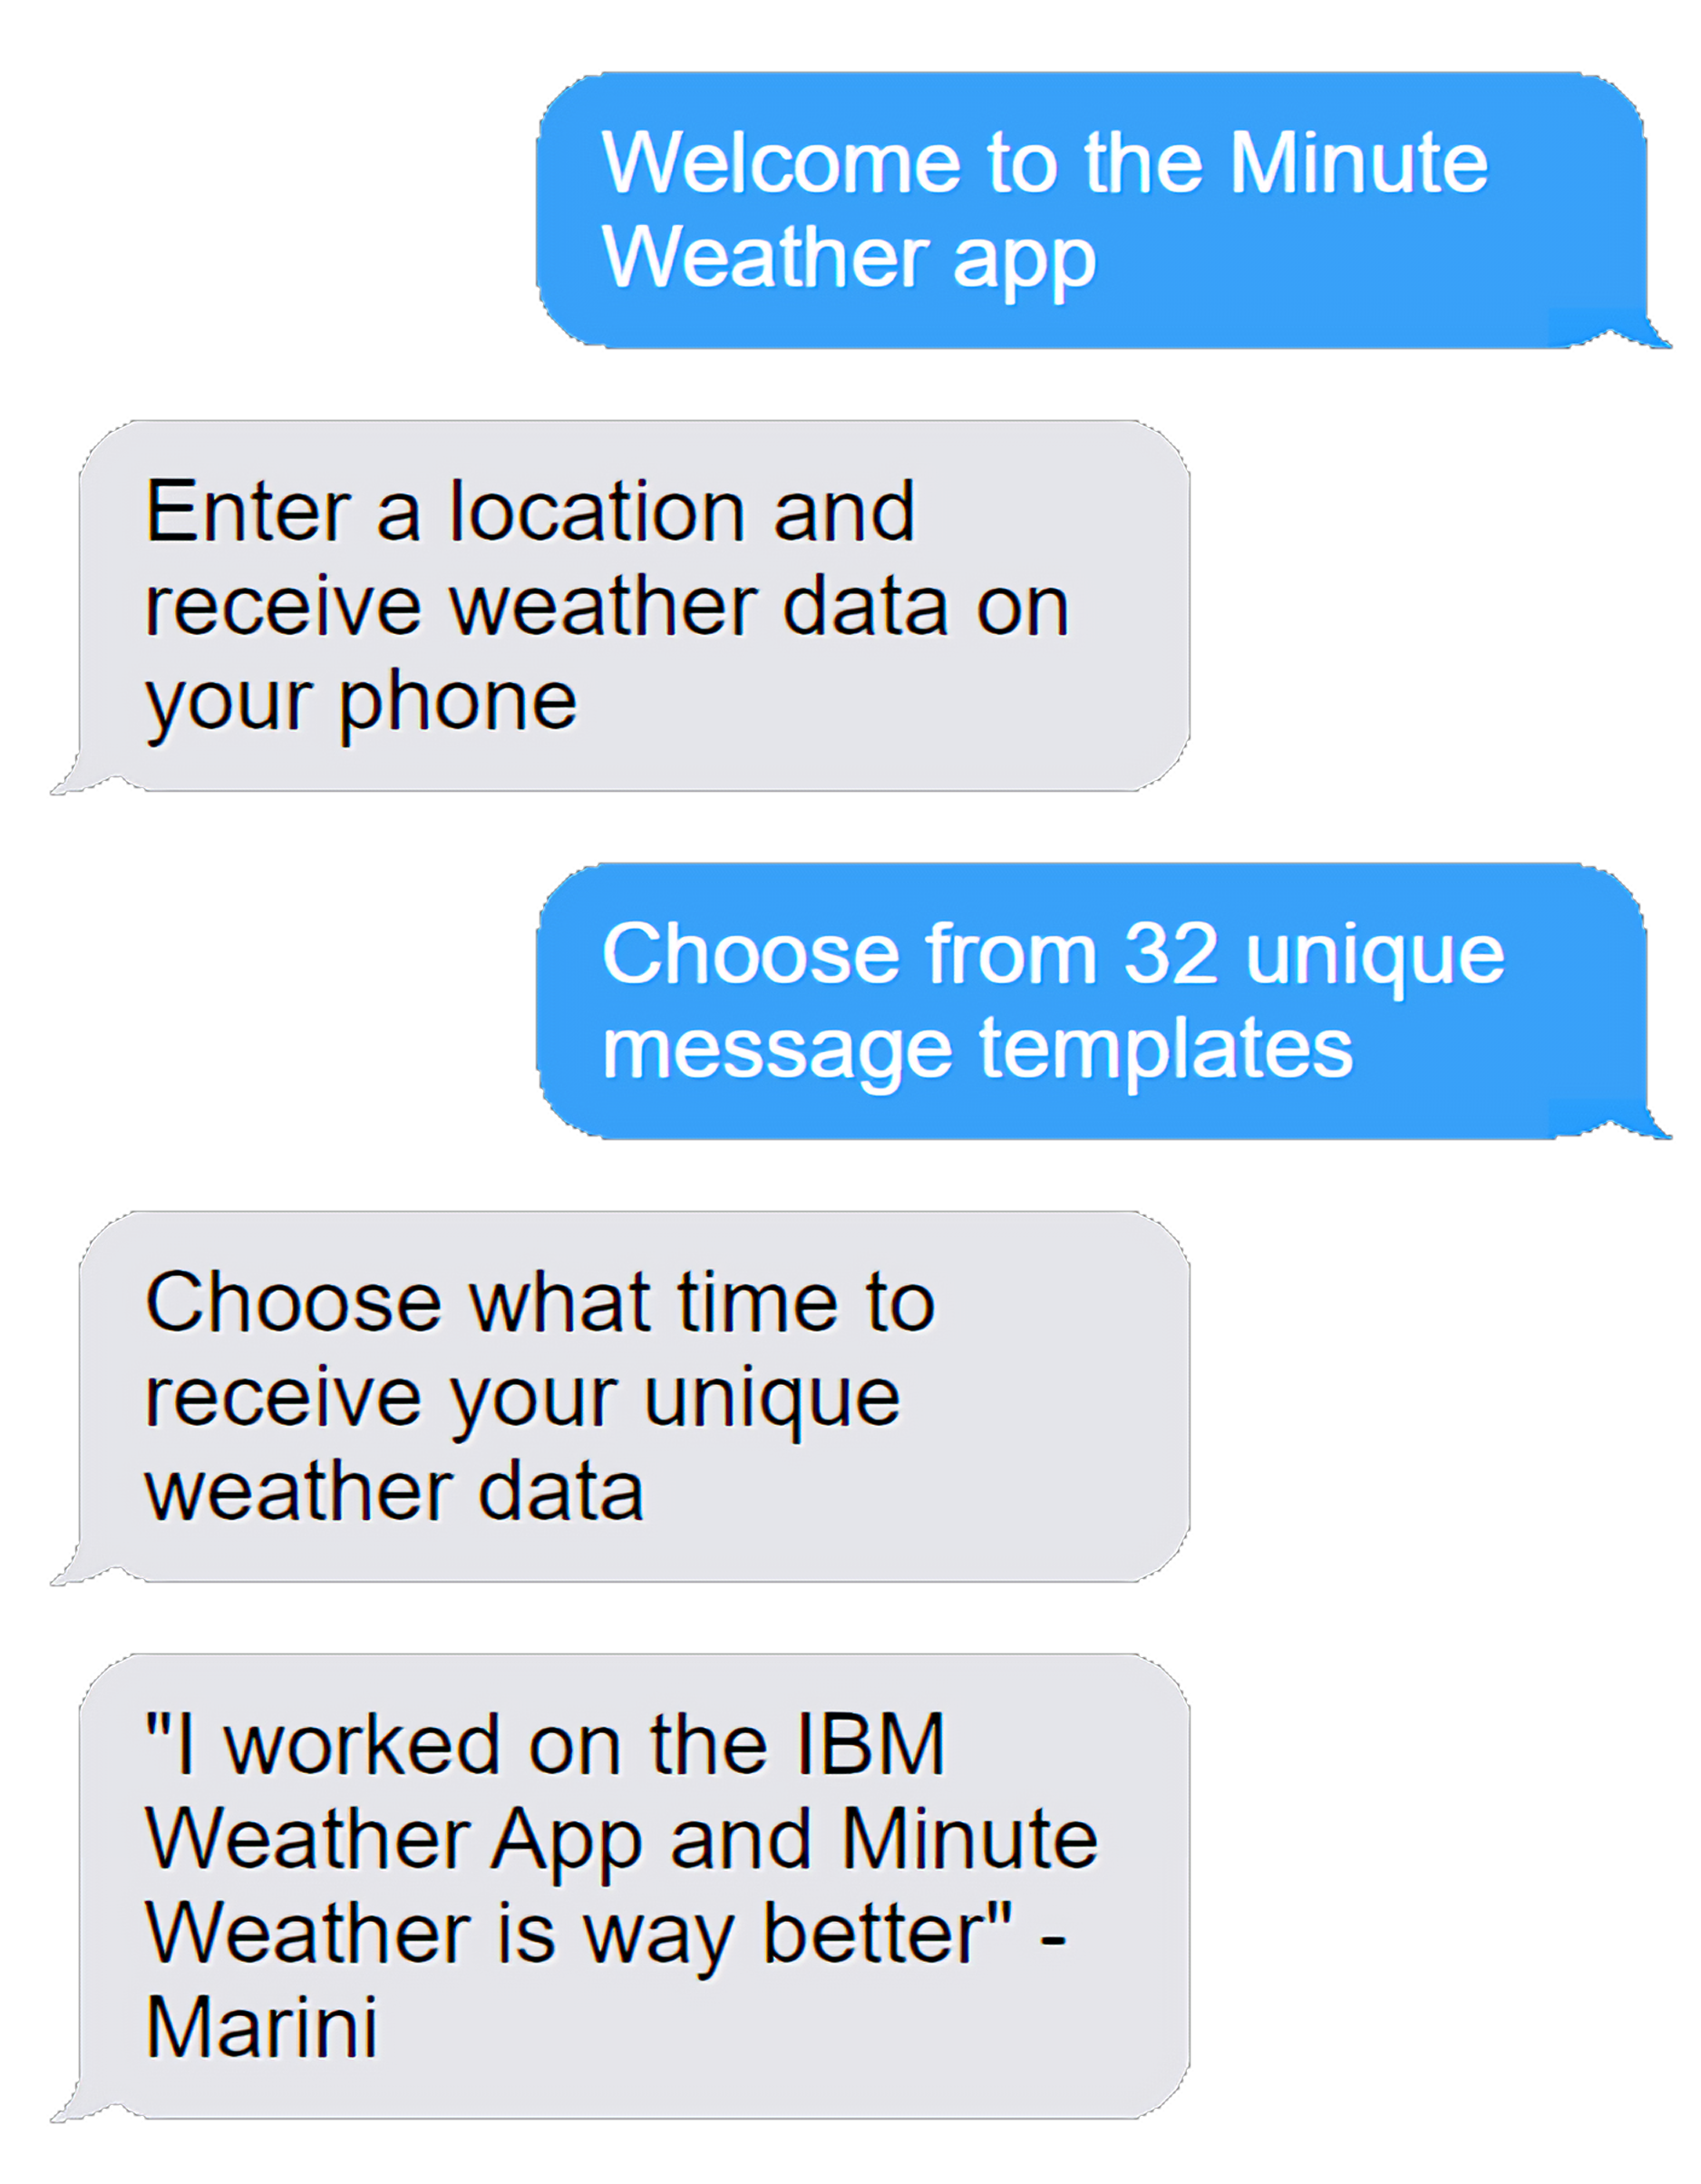 Welcome to the Minute
Weather app
Enter a location and
receive weather data on
your phone
Choose from 32 unique
message templates
Choose what time to
receive your unique
weather data
"I worked on the IBM
Weather App and Minute
Weather is way better" -
Marini